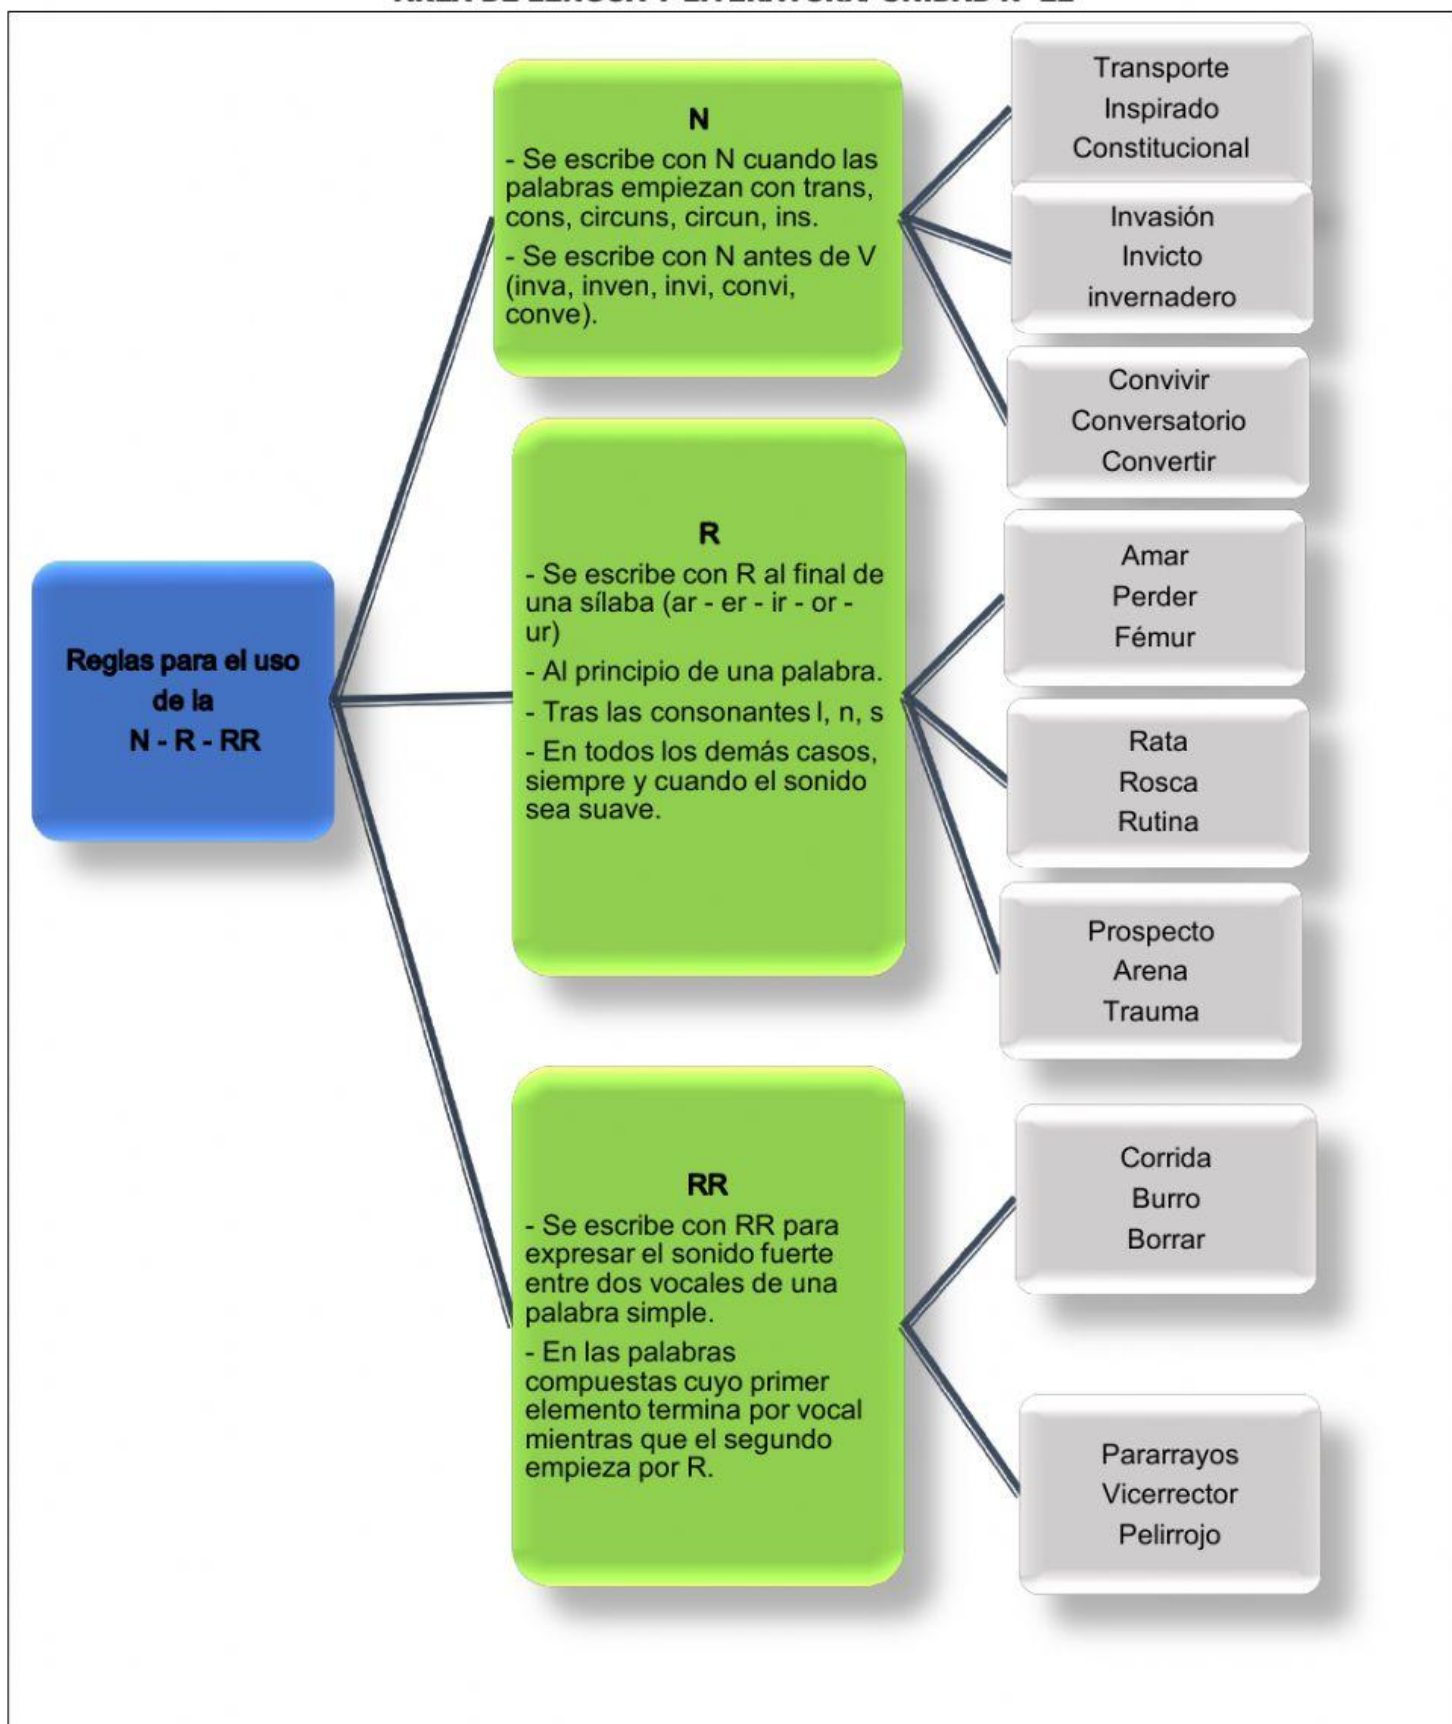 Reglas para el uso
de la
N - R - RR
N
- Se escribe con N cuando las
palabras empiezan con trans,
cons, circuns, circun, ins.
- Se escribe con N antes de V
(inva, inven, invi, convi,
conve).
Transporte
Inspirado
Constitucional
Invasión
Invicto
invernadero
Convivir
Conversatorio
Convertir
R
- Se escribe con R al final de
una sílaba (ar - er - ir - or -
ur)
- Al principio de una palabra.
- Tras las consonantes l, n, s
- En todos los demás casos,
siempre y cuando el sonido
sea suave.
Amar
Perder
Fémur
Rata
Rosca
Rutina
Prospecto
Arena
Trauma
RR
- Se escribe con RR para
expresar el sonido fuerte
entre dos vocales de una
palabra simple.
- En las palabras
compuestas cuyo primer
elemento termina por vocal
mientras que el segundo
empieza por R.
Corrida
Burro
Borrar
Pararrayos
Vicerrector
Pelirrojo